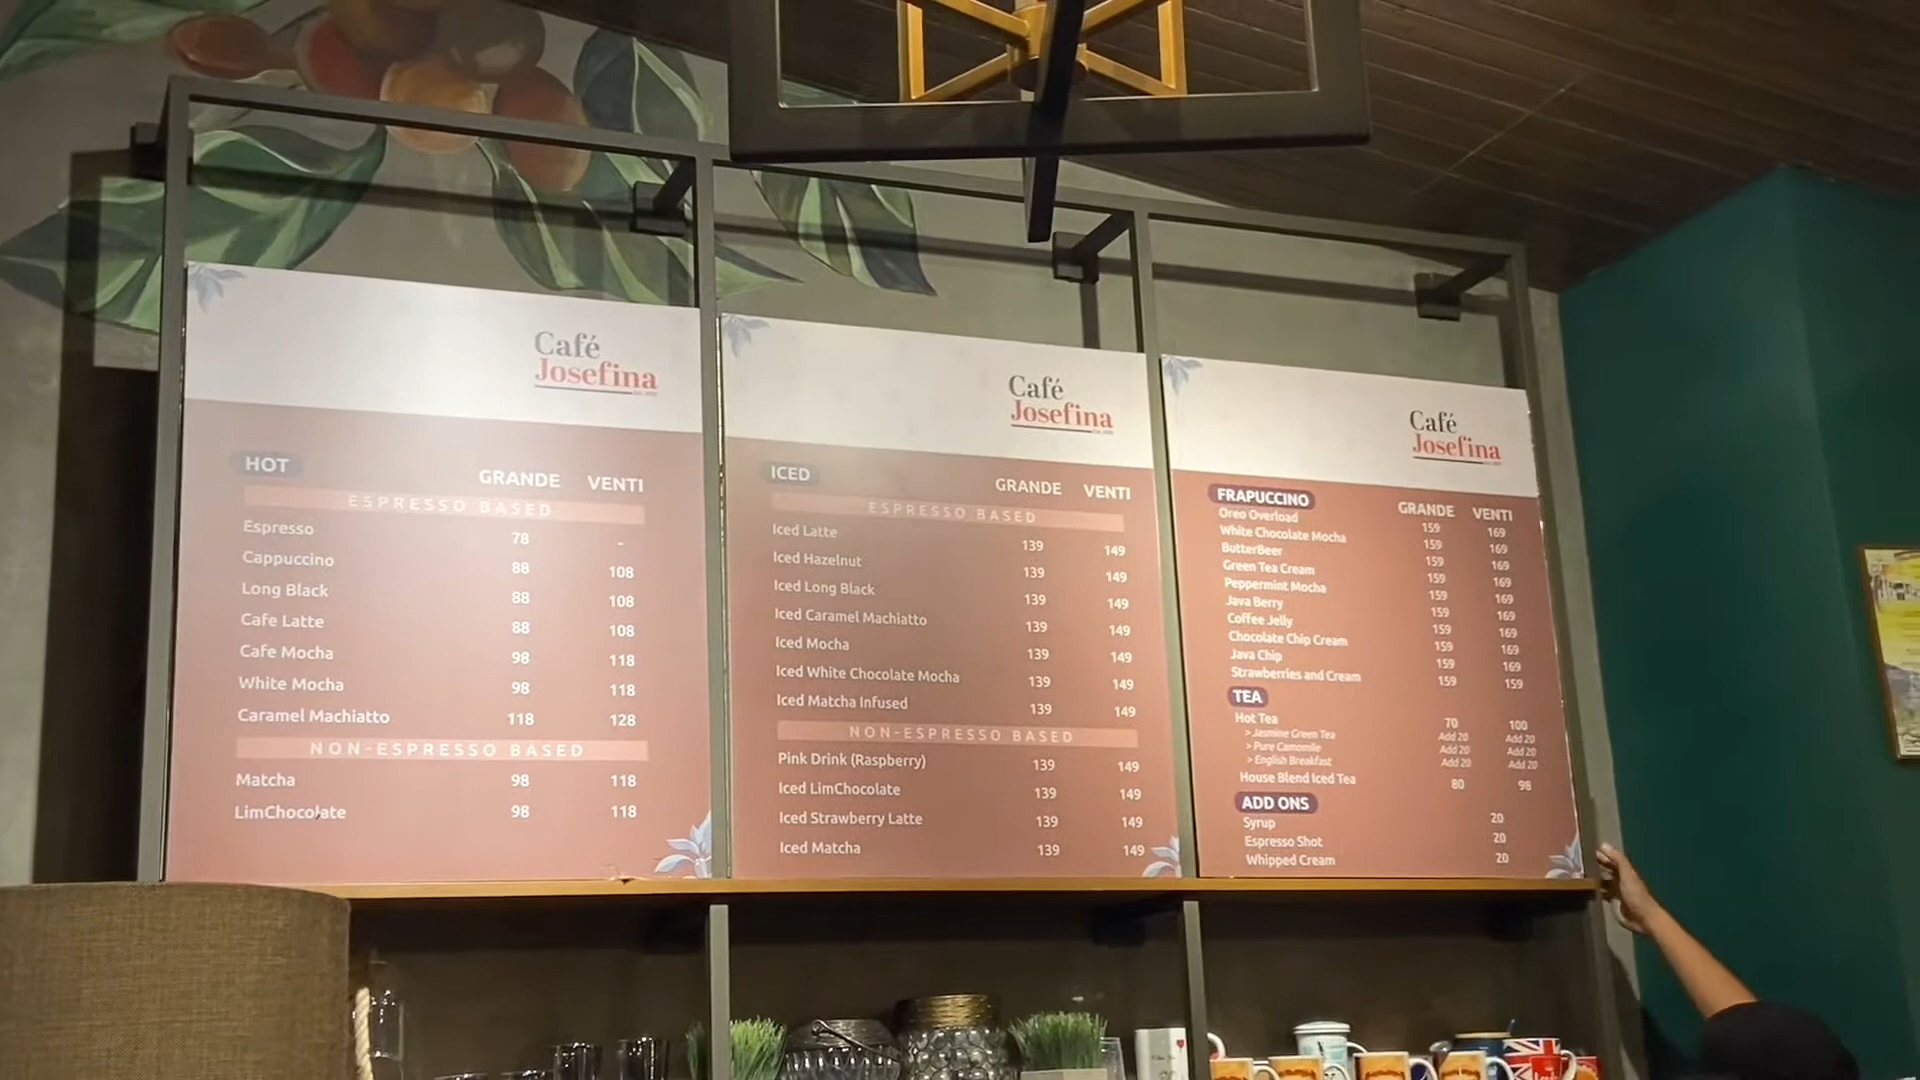 Café
Josefina
HOT
GRANDE VENTI
ESPRESSO BASED
Espresso 78 -
Cappuccino 88 108
Long Black 88 108
Cafe Latte 88 108
Cafe Mocha 98 118
White Mocha 98 118
Caramel Machiatto 118 128
NON-ESPRESSO BASED
Matcha 98 118
LimChocolate 98 118
Café
Josefina
ICED
GRANDE VENTI
ESPRESSO BASED
Iced Latte 139 149
Iced Hazelnut 139 149
Iced Long Black 139 149
Iced Caramel Machiatto 139 149
Iced Mocha 139 149
Iced White Chocolate Mocha 139 149
Iced Matcha Infused 139 149
NON-ESPRESSO BASED
Pink Drink (Raspberry) 139 149
Iced LimChocolate 139 149
Iced Strawberry Latte 139 149
Iced Matcha 139 149
Café
Josefina
FRAPUCCINO
GRANDE VENTI
Oreo Overload 159 169
White Chocolate Mocha 159 169
ButterBeer 159 169
Green Tea Cream 159 169
Peppermint Mocha 159 169
Java Berry 159 169
Coffee Jelly 159 169
Chocolate Chip Cream 159 169
Java Chip 159 169
Strawberries and Cream 159 159
TEA
Hot Tea 70 100
> Jasmine Green Tea Add 20 Add 20
> Pure Camomile Add 20 Add 20
> English Breakfast Add 20 Add 20
House Blend Iced Tea 80 98
ADD ONS
Syrup 20
Espresso Shot 20
Whipped Cream 20